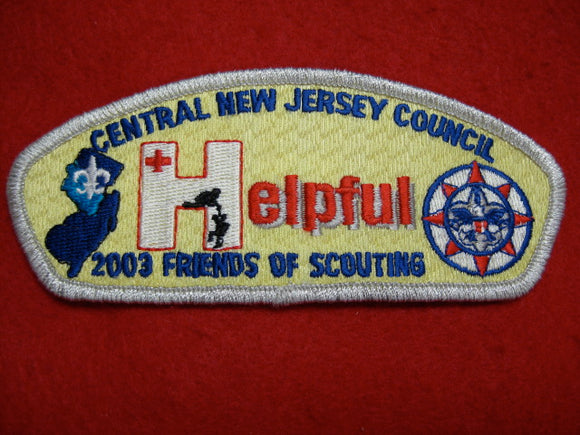 CENTRAL NEW JERSEY COUNCIL
Helpful
2003 FRIENDS OF SCOUTING